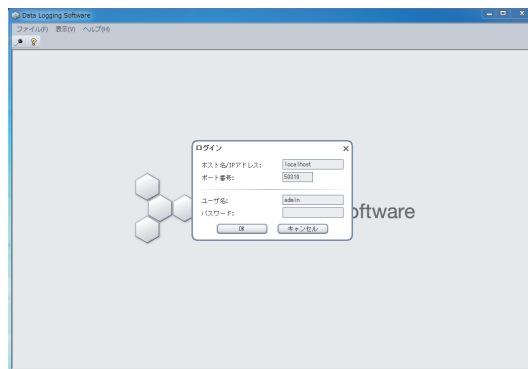 Data Logging Software
ファイル(F) 表示(V) ヘルプ(H)
ログイン
ホスト名/IPアドレス: localhost
ポート番号: 50310
ユーザ名: admin
パスワード:
OK キャンセル
oftware